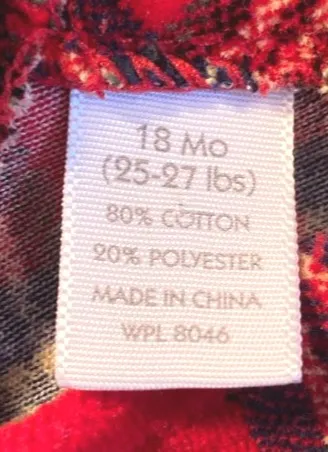 18 Mo
(25-27 lbs)
80% COTTON
20% POLYESTER
MADE IN CHINA
WPL 8046